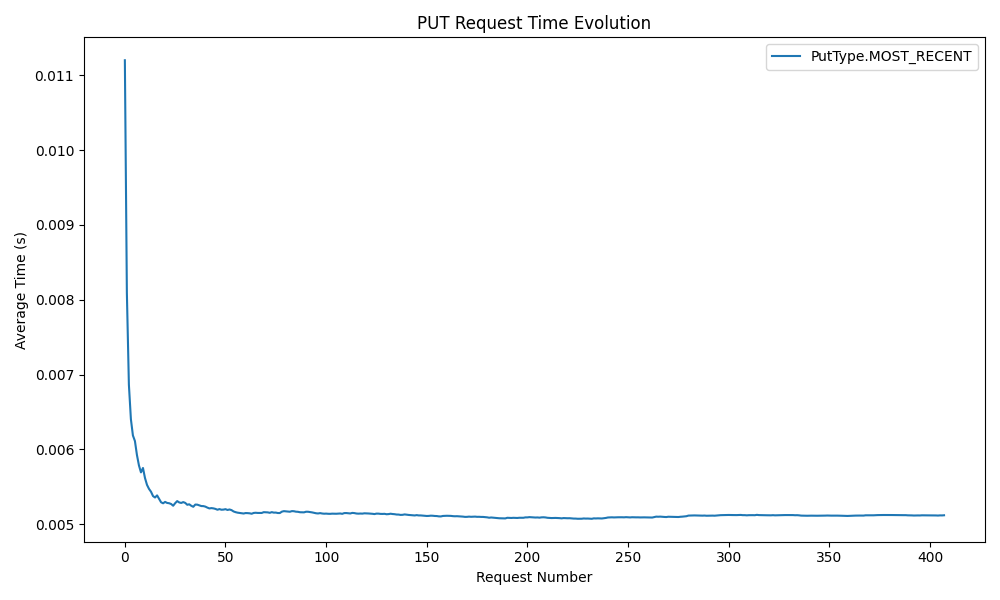 PUT Request Time Evolution
PutType.MOST_RECENT
Average Time (s)
0.011
0.010
0.009
0.008
0.007
0.006
0.005
0 50 100 150 200 250 300 350 400
Request Number